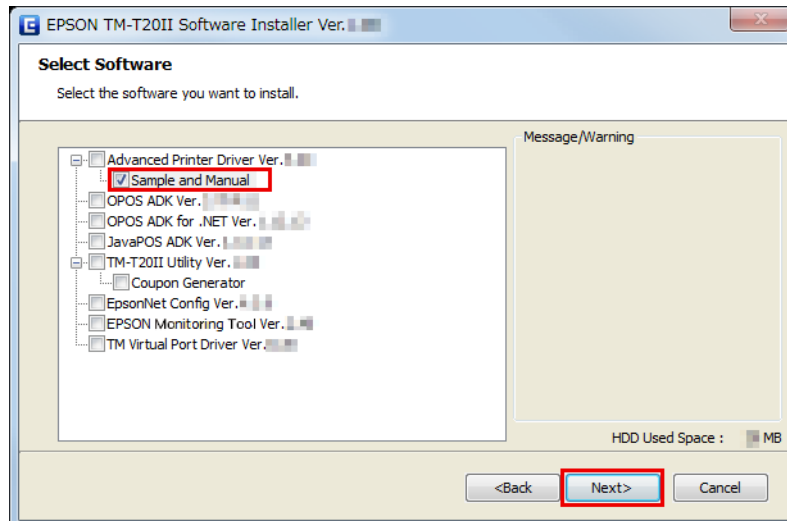 EPSON TM-T20II Software Installer Ver.
Select Software
Select the software you want to install.
Message/Warning
Advanced Printer Driver Ver.
Sample and Manual
OPOS ADK Ver.
OPOS ADK for .NET Ver.
JavaPOS ADK Ver.
TM-T20II Utility Ver.
Coupon Generator
EpsonNet Config Ver.
EPSON Monitoring Tool Ver.
TM Virtual Port Driver Ver.
HDD Used Space : MB
<Back Next> Cancel